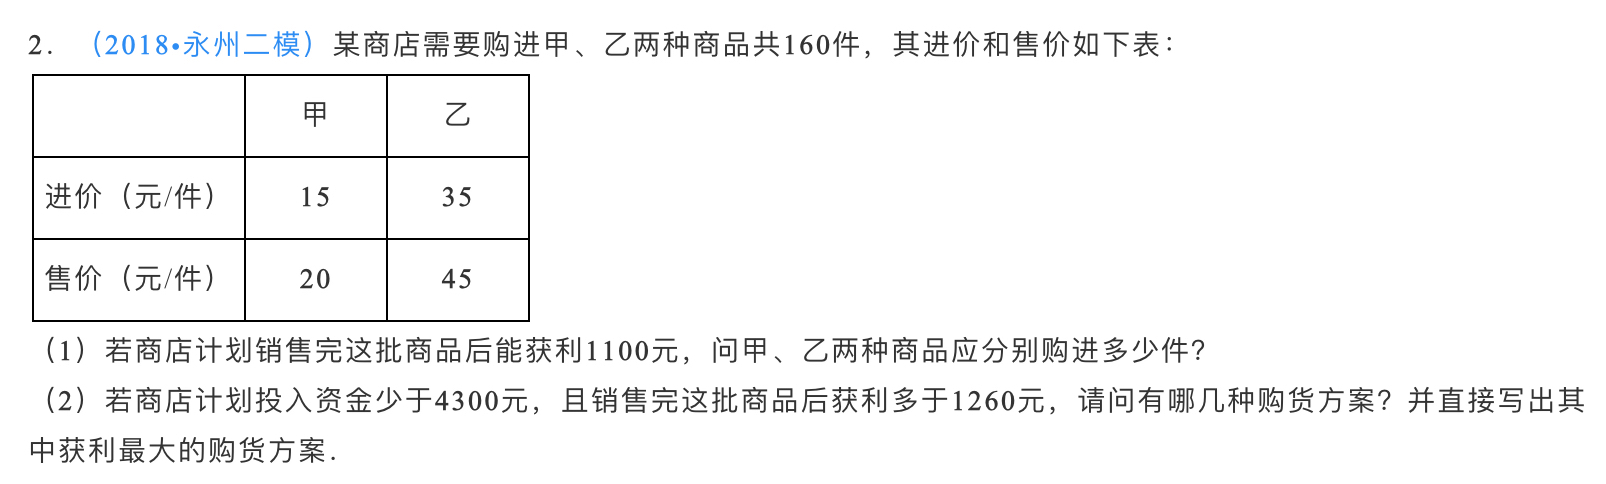 2. （2018•永州二模）某商店需要购进甲、乙两种商品共160件，其进价和售价如下表：
甲 乙
进价（元/件） 15 35
售价（元/件） 20 45
（1）若商店计划销售完这批商品后能获利1100元，问甲、乙两种商品应分别购进多少件？
（2）若商店计划投入资金少于4300元，且销售完这批商品后获利多于1260元，请问有哪几种购货方案？并直接写出其
中获利最大的购货方案．